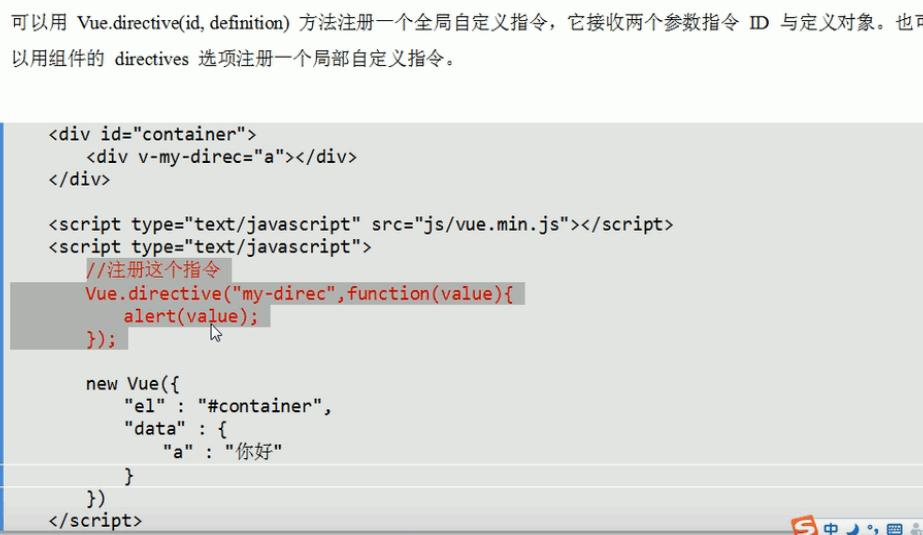 可以用 Vue.directive(id, definition) 方法注册一个全局自定义指令，它接收两个参数指令 ID 与定义对象。也可
以用组件的 directives 选项注册一个局部自定义指令。
<div id="container">
    <div v-my-direc="a"></div>
</div>
<script type="text/javascript" src="js/vue.min.js"></script>
<script type="text/javascript">
    //注册这个指令
    Vue.directive("my-direc",function(value){
        alert(value);
    });
    new Vue({
        "el" : "#container",
        "data" : {
            "a" : "你好"
        }
    })
</script>
S 中